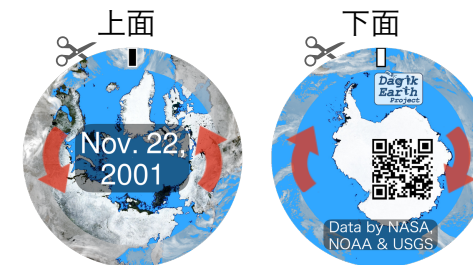 上面
下面
Nov. 22,
2001
Dagik
Earth
Project
Data by NASA,
NOAA & USGS